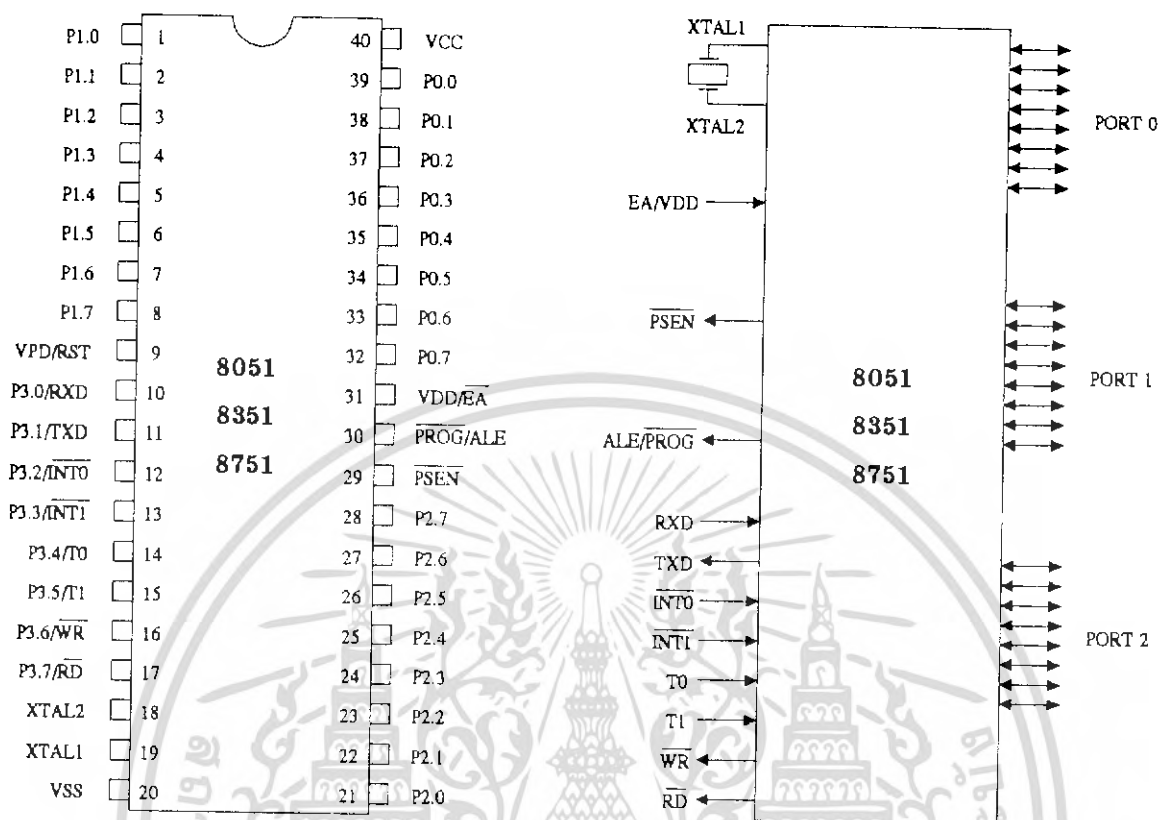 P1.0 1 40 VCC
P1.1 2 39 P0.0
P1.2 3 38 P0.1
P1.3 4 37 P0.2
P1.4 5 36 P0.3
P1.5 6 35 P0.4
P1.6 7 34 P0.5
P1.7 8 33 P0.6
VPD/RST 9 32 P0.7
P3.0/RXD 10 31 VDD/EA
P3.1/TXD 11 30 PROG/ALE
P3.2/INT0 12 29 PSEN
P3.3/INT1 13 28 P2.7
P3.4/T0 14 27 P2.6
P3.5/T1 15 26 P2.5
P3.6/WR 16 25 P2.4
P3.7/RD 17 24 P2.3
XTAL2 18 23 P2.2
XTAL1 19 22 P2.1
VSS 20 21 P2.0
8051
8351
8751
XTAL1
XTAL2
EA/VDD
PSEN
ALE/PROG
RXD
TXD
INT0
INT1
T0
T1
WR
RD
8051
8351
8751
PORT 0
PORT 1
PORT 2